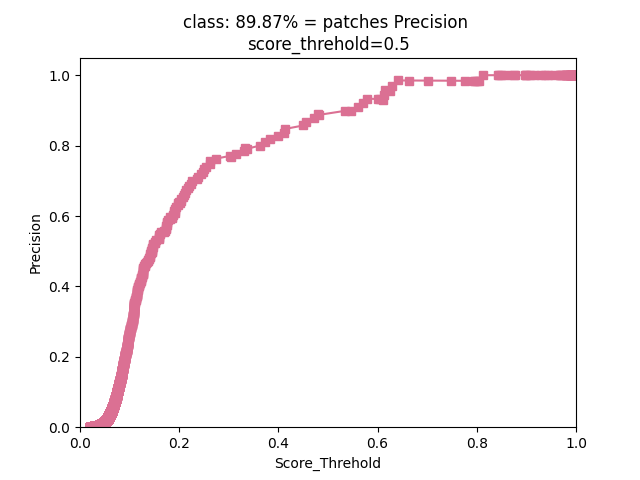 class: 89.87% = patches Precision
score_threhold=0.5
1.0
0.8
0.6
0.4
0.2
0.0
Precision
0.0 0.2 0.4 0.6 0.8 1.0
Score_Threhold